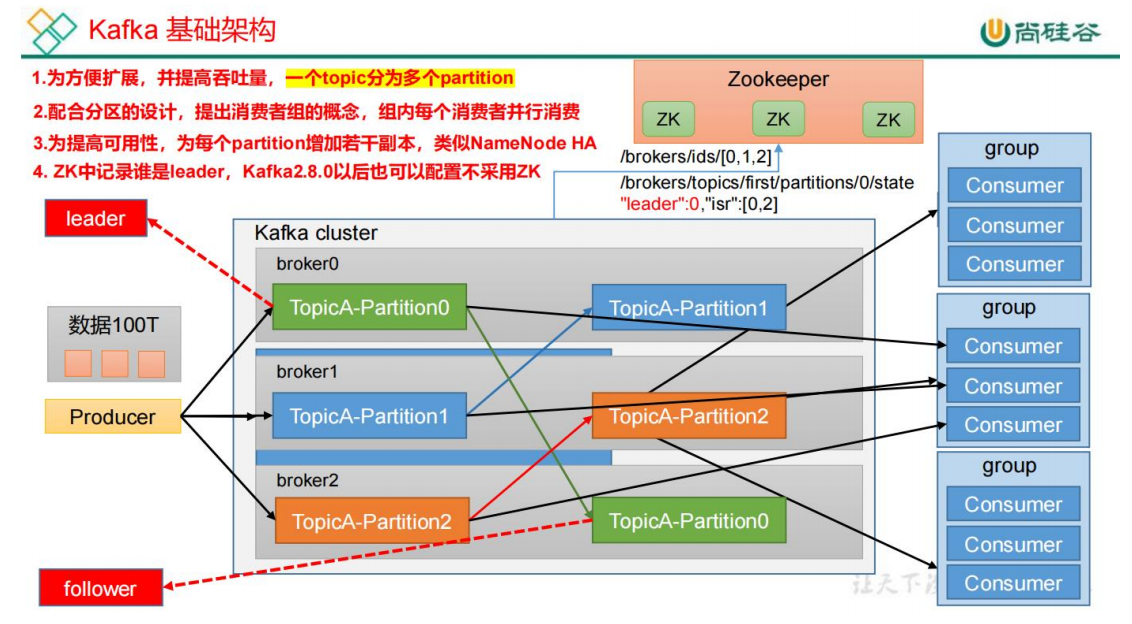 Kafka 基础架构
尚硅谷
1.为方便扩展，并提高吞吐量，一个topic分为多个partition
2.配合分区的设计，提出消费者组的概念，组内每个消费者并行消费
3.为提高可用性，为每个partition增加若干副本，类似NameNode HA
4. ZK中记录谁是leader，Kafka2.8.0以后也可以配置不采用ZK
Zookeeper
ZK
ZK
ZK
/brokers/ids/[0,1,2]
/brokers/topics/first/partitions/0/state
"leader":0,"isr":[0,2]
leader
数据100T
Producer
follower
Kafka cluster
broker0
TopicA-Partition0
TopicA-Partition1
broker1
TopicA-Partition1
TopicA-Partition2
broker2
TopicA-Partition2
TopicA-Partition0
group
Consumer
Consumer
Consumer
group
Consumer
Consumer
Consumer
group
Consumer
Consumer
Consumer
让天下